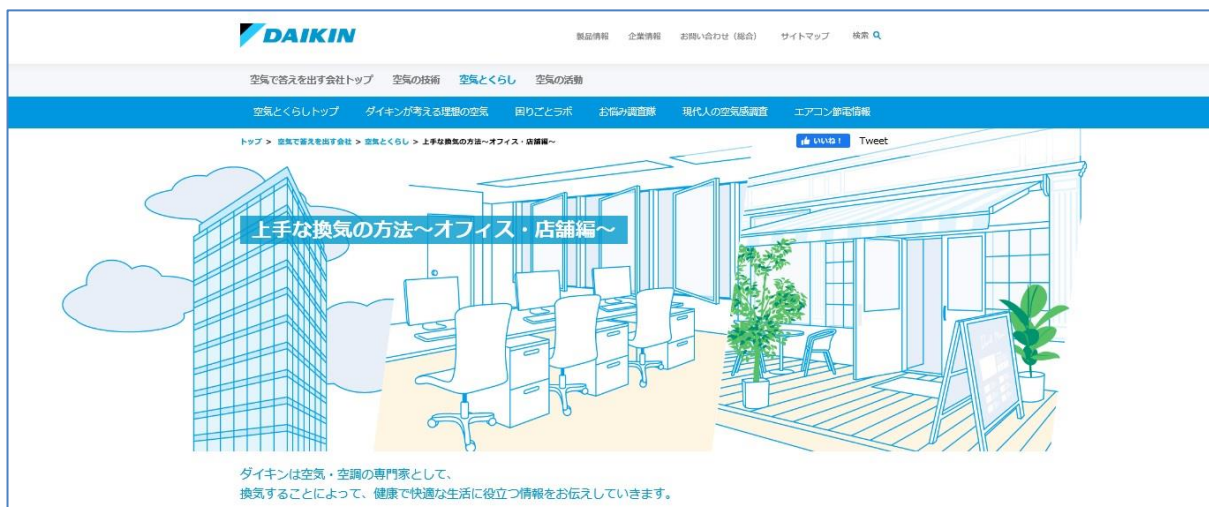 DAIKIN
製品情報 企業情報 お問い合わせ（総合） サイトマップ 検索
空気で答えを出す会社トップ 空気の技術 空気とくらし 空気の活動
空気とくらしトップ ダイキンが考える理想の空気 困りごとラボ お悩み調査隊 現代人の空気感調査 エアコン節電情報
トップ > 空気で答えを出す会社 > 空気とくらし > 上手な換気の方法～オフィス・店舗編～
いいね！ Tweet
上手な換気の方法～オフィス・店舗編～
ダイキンは空気・空調の専門家として、
換気することによって、健康で快適な生活に役立つ情報をお伝えしていきます。